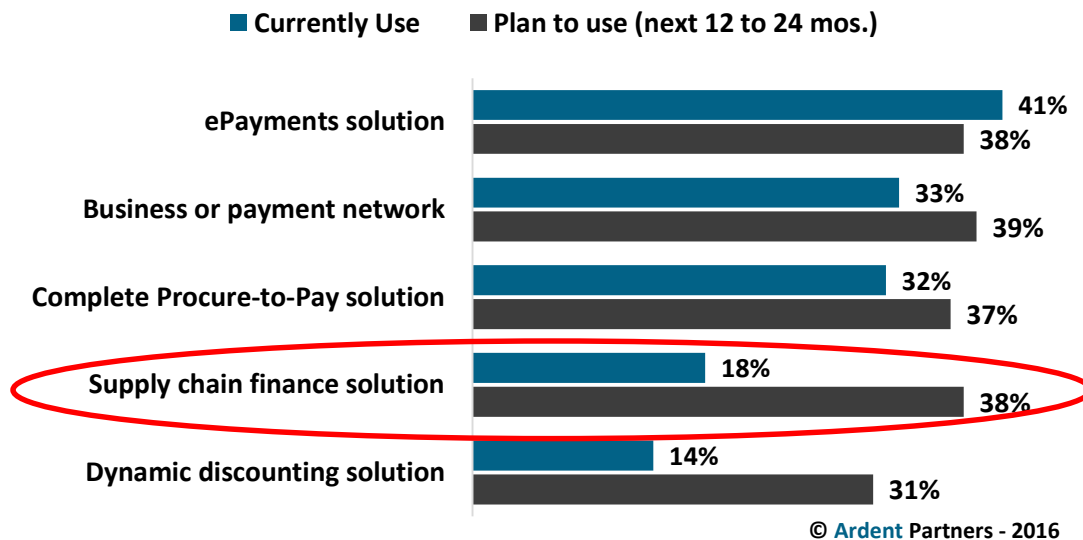 Currently Use Plan to use (next 12 to 24 mos.)
ePayments solution 41%
38%
Business or payment network 33%
39%
Complete Procure-to-Pay solution 32%
37%
Supply chain finance solution 18%
38%
Dynamic discounting solution 14%
31%
© Ardent Partners - 2016